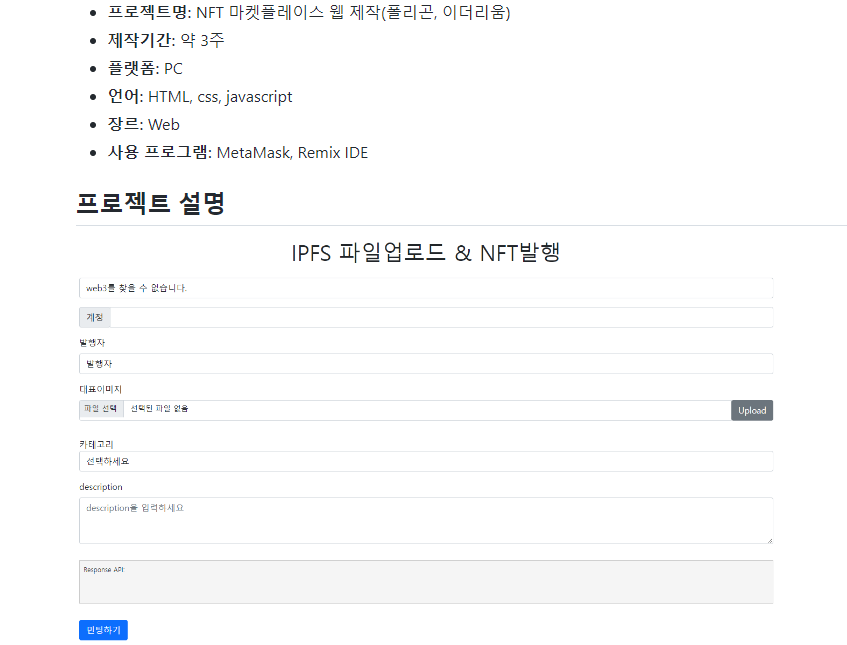 프로젝트명: NFT 마켓플레이스 웹 제작(폴리곤, 이더리움)
제작기간: 약 3주
플랫폼: PC
언어: HTML, css, javascript
장르: Web
사용 프로그램: MetaMask, Remix IDE
프로젝트 설명
IPFS 파일업로드 & NFT발행
web3를 찾을 수 없습니다.
계정
발행자
발행자
대표이미지
파일 선택 선택된 파일 없음 Upload
카테고리
선택하세요
description
description을 입력하세요
Response API:
민팅하기